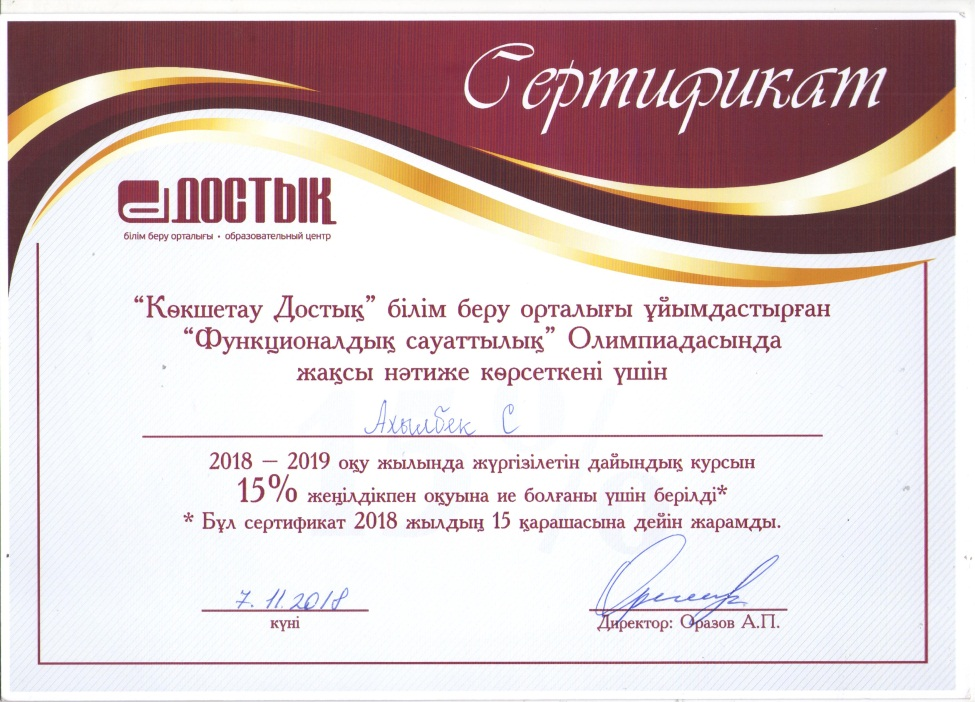 Сертификат
ДОСТЫҚ
білім беру орталығы • образовательный центр
“Көкшетау Достық” білім беру орталығы ұйымдастырған
“Функционалдық сауаттылық” Олимпиадасында
жақсы нәтиже көрсеткені үшін
Ахылбек С
2018 – 2019 оқу жылында жүргізілетін дайындық курсын
15% жеңілдікпен оқуына ие болғаны үшін берілді*
* Бұл сертификат 2018 жылдың 15 қарашасына дейін жарамды.
7.11.2018
күні
Директор: Оразов А.П.